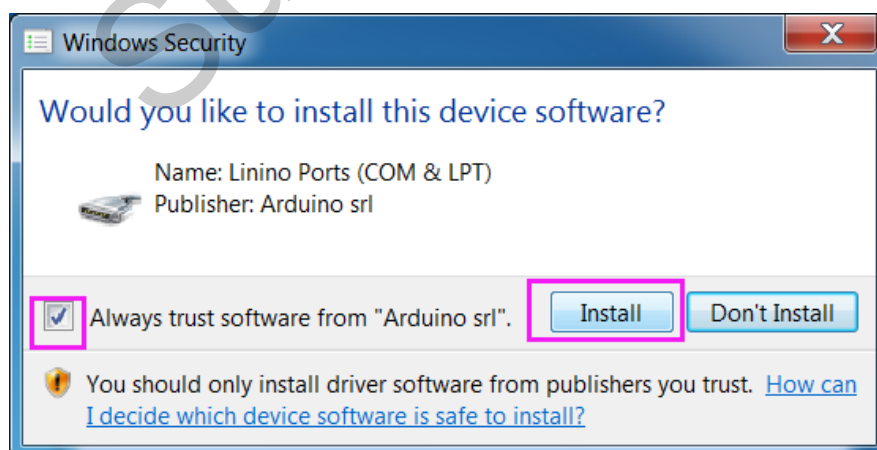 Windows Security
Would you like to install this device software?
Name: Linino Ports (COM & LPT)
Publisher: Arduino srl
Always trust software from "Arduino srl".
Install
Don't Install
You should only install driver software from publishers you trust. How can
I decide which device software is safe to install?